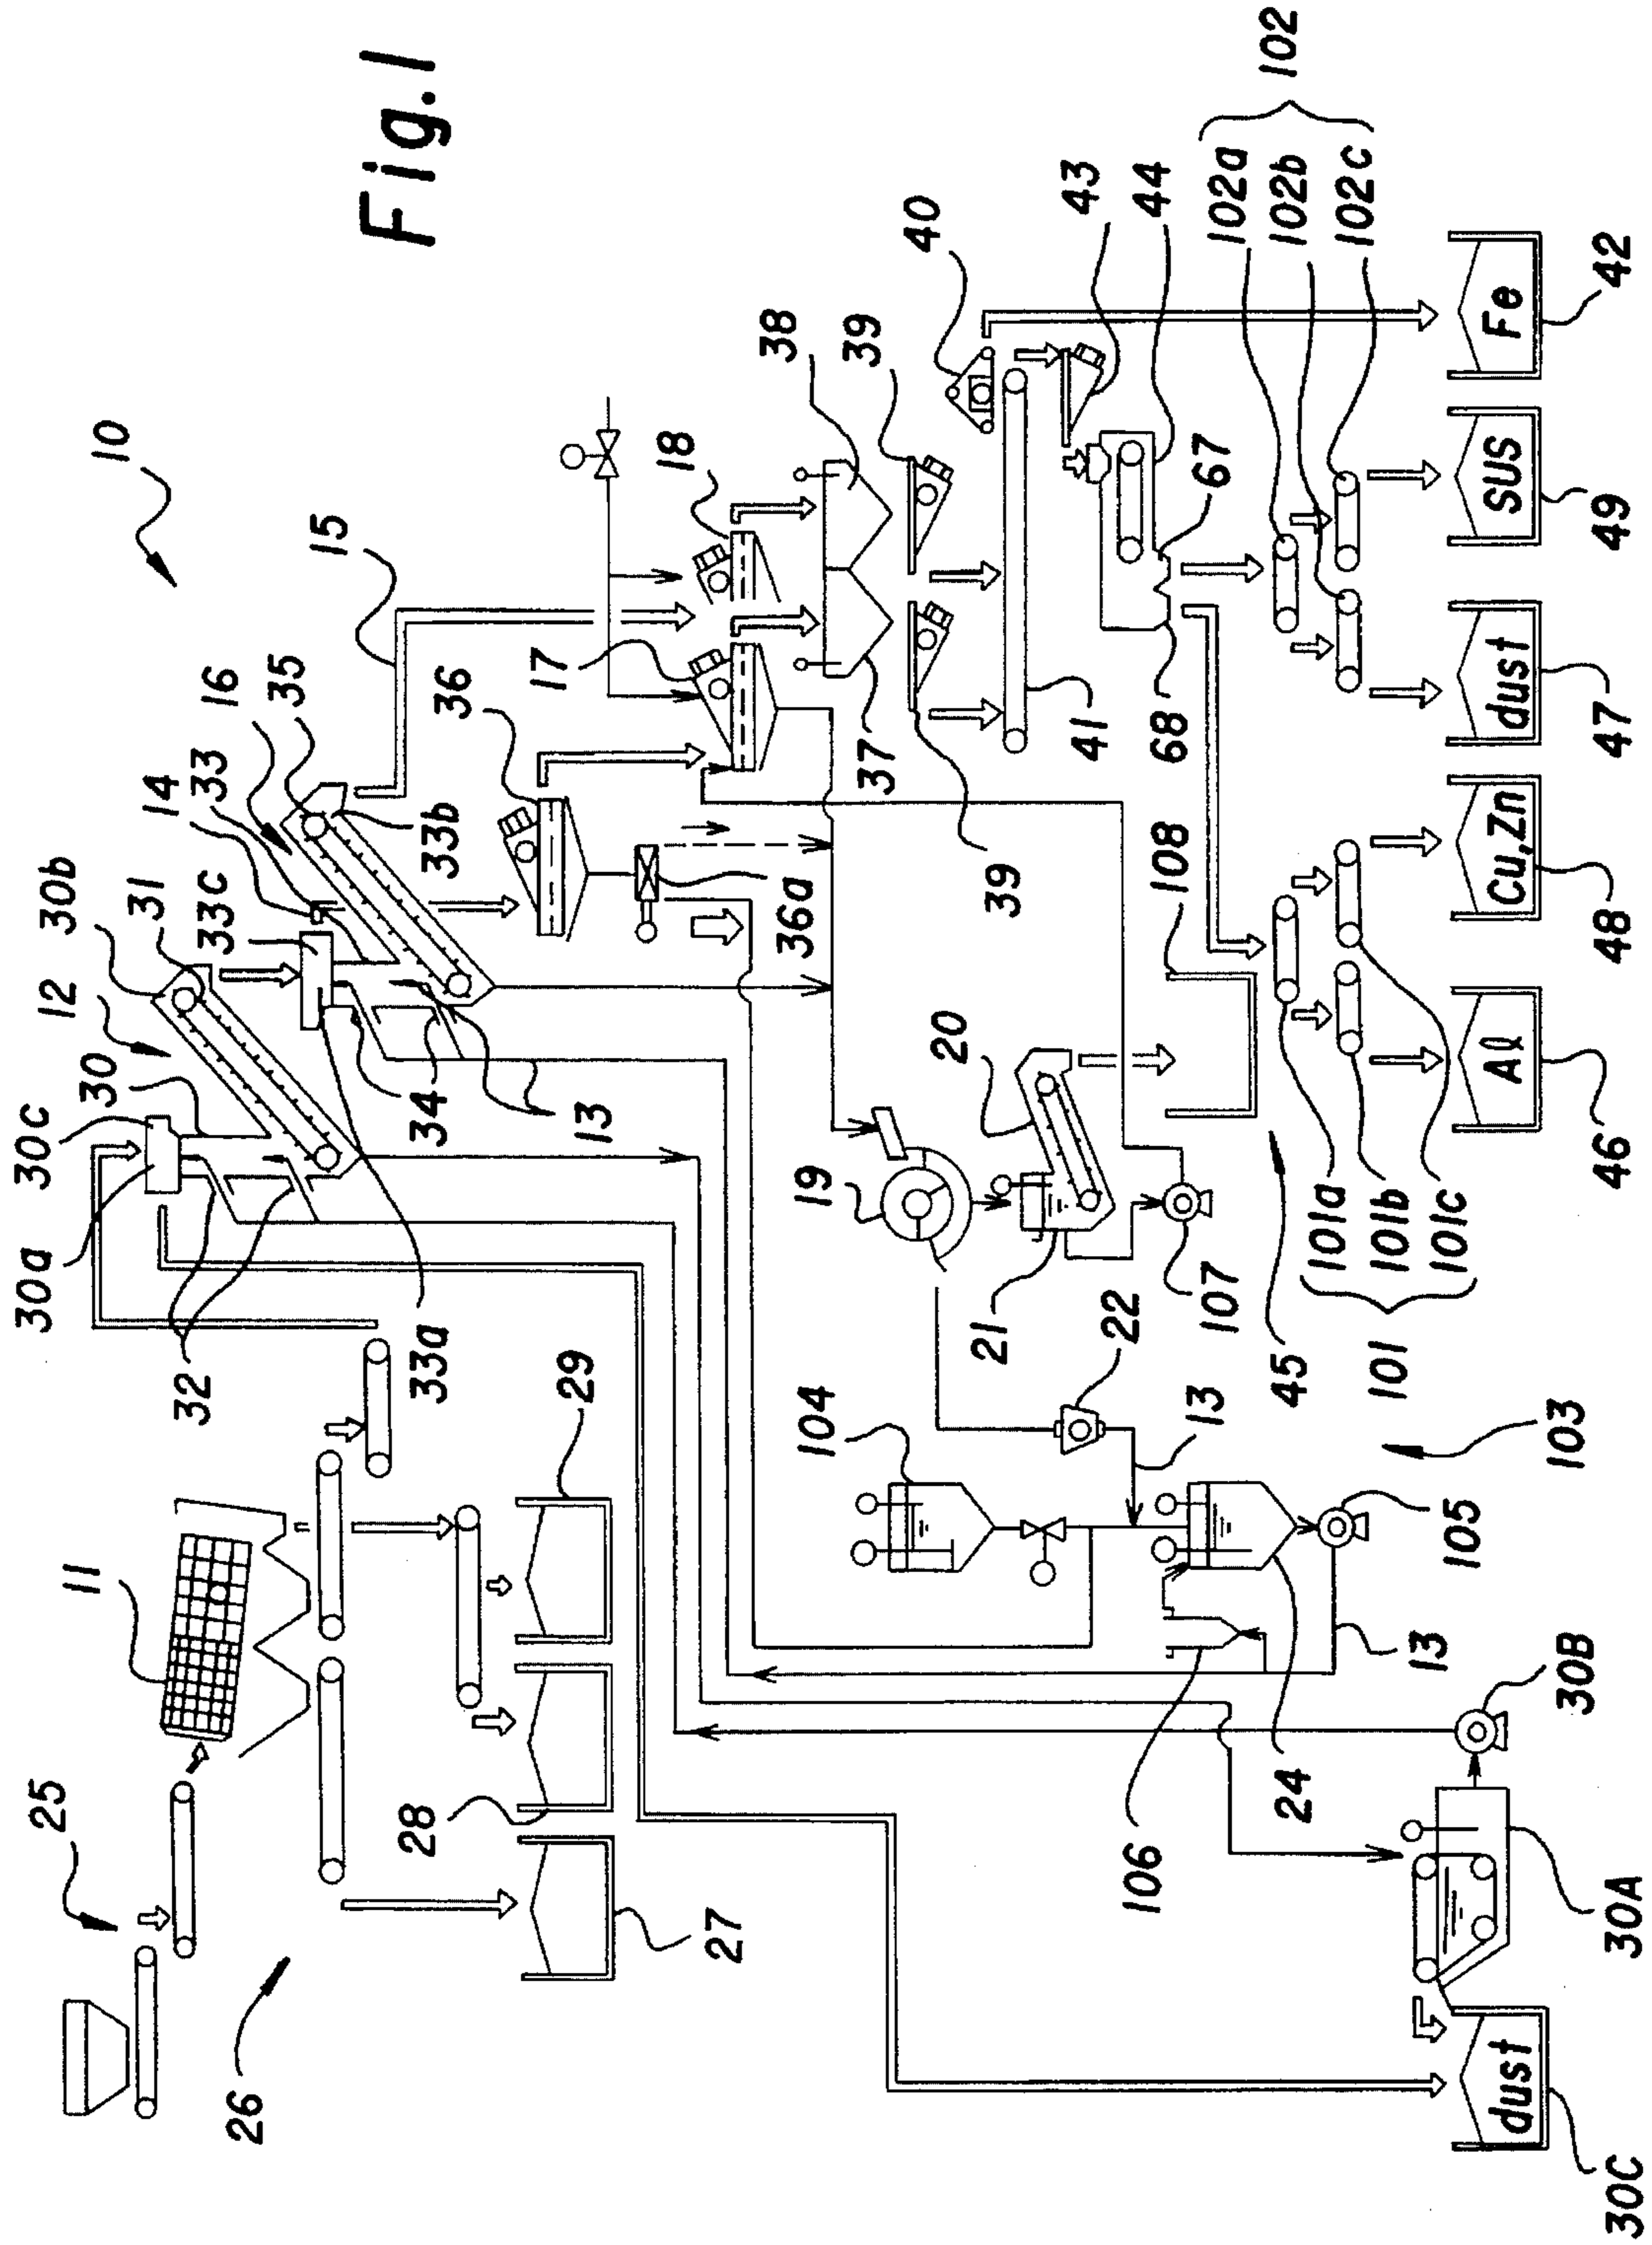 Fig.1
10
102
40
43
44
102a
102b
102c
38
39
18
15
67
Fe
42
SUS
49
17
16
35
36
33
14
33b
33c
30b
31
12
30
30c
30a
37
41
68
39
dust
47
108
36a
Cu,Zn
48
34
13
20
19
Al
46
45
101a
101b
101c
101
32
33a
21
107
22
29
104
13
103
11
105
28
25
13
106
24
30B
27
26
30A
dust
30C